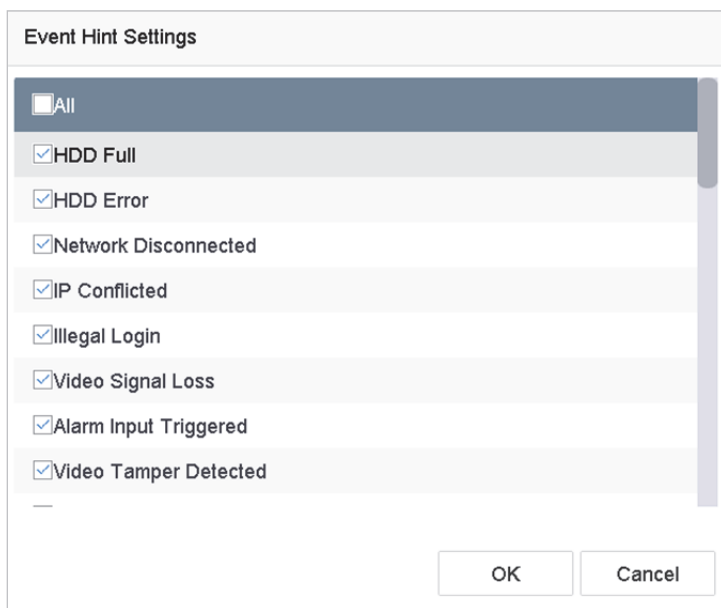 Event Hint Settings
All
HDD Full
HDD Error
Network Disconnected
IP Conflicted
Illegal Login
Video Signal Loss
Alarm Input Triggered
Video Tamper Detected
OK Cancel